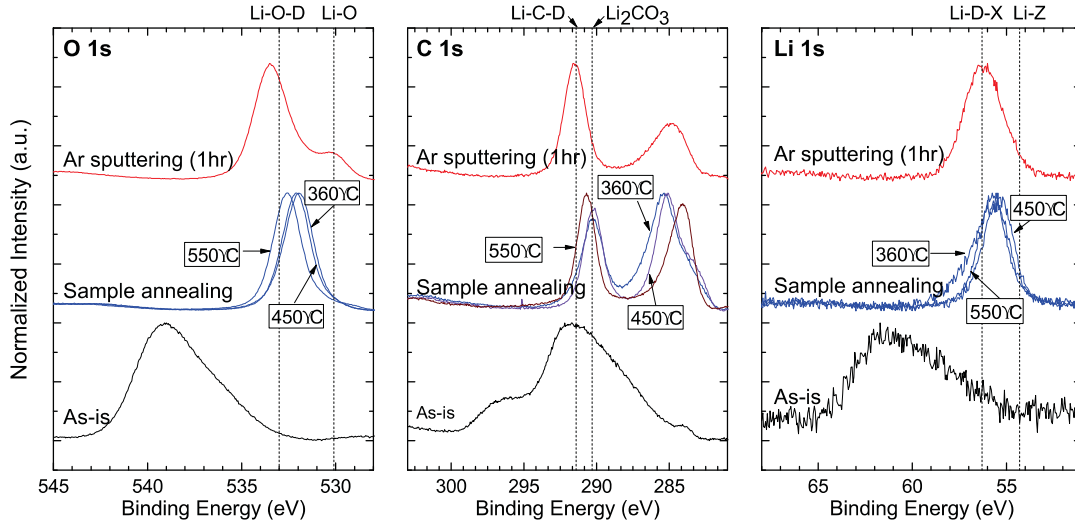 Li-O-D Li-O
Li-C-D Li₂CO₃
Li-D-X Li-Z
O 1s
C 1s
Li 1s
Normalized Intensity (a.u.)
Ar sputtering (1hr)
360γC
550γC
Sample annealing
450γC
As-is
545 540 535 530
Binding Energy (eV)
Ar sputtering (1hr)
360γC
550γC
Sample annealing
450γC
As-is
300 295 290 285
Binding Energy (eV)
Ar sputtering (1hr)
450γC
360γC
Sample annealing
550γC
As-is
65 60 55
Binding Energy (eV)